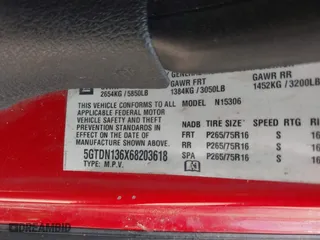 GENERAL
GAWR RR
2654KG / 5850LB
GAWR FRT
1452KG / 3200LB
1384KG / 3050LB
THIS VEHICLE CONFORMS TO ALL
MODEL N15306
APPLICABLE FEDERAL MOTOR
VEHICLE SAFETY AND THEFT
PREVENTION STANDARDS IN
EFFECT ON THE DATE OF
MANUFACTURE SHOWN ABOVE.
5GTDN136X68203618
TYPE: M.P.V.
NADB TIRE SIZE SPEED RTG
FRT P265/75R16 S
RR P265/75R16 S
SPA P265/75R16 S
DREAMBID